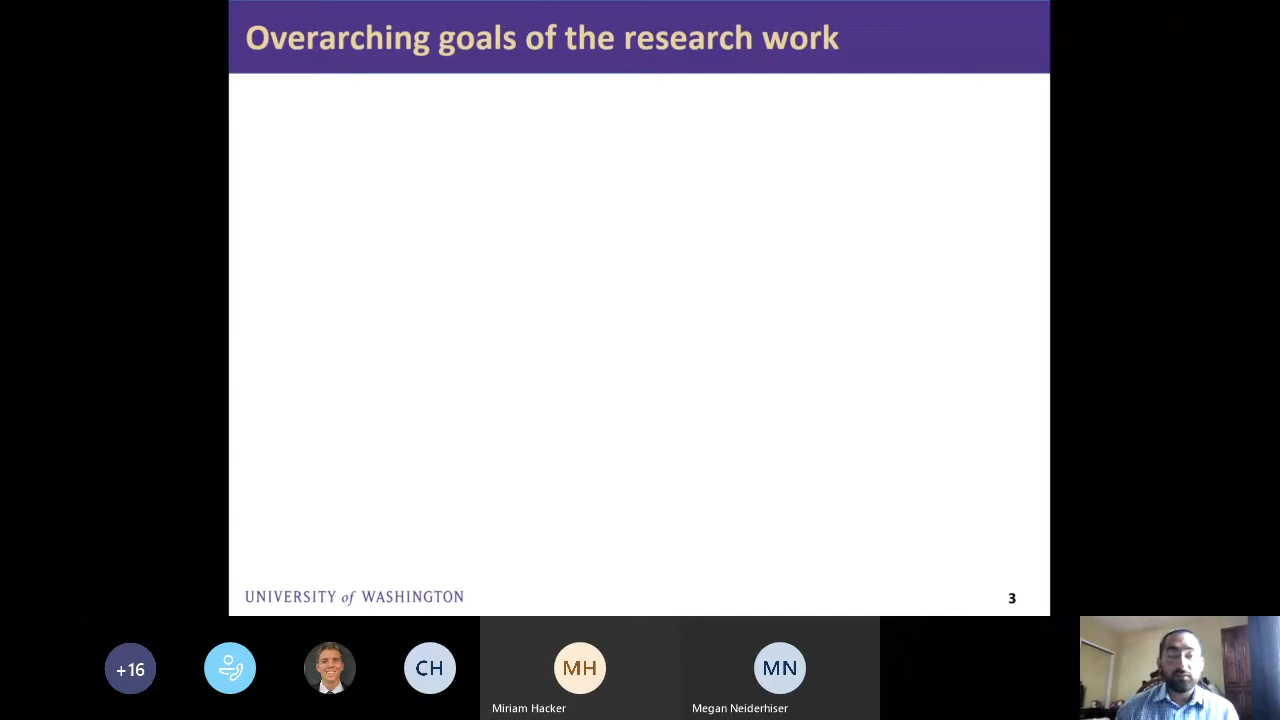 Overarching goals of the research work
UNIVERSITY of WASHINGTON
3
+16
CH
MH
MN
Miriam Hacker
Megan Neiderhiser